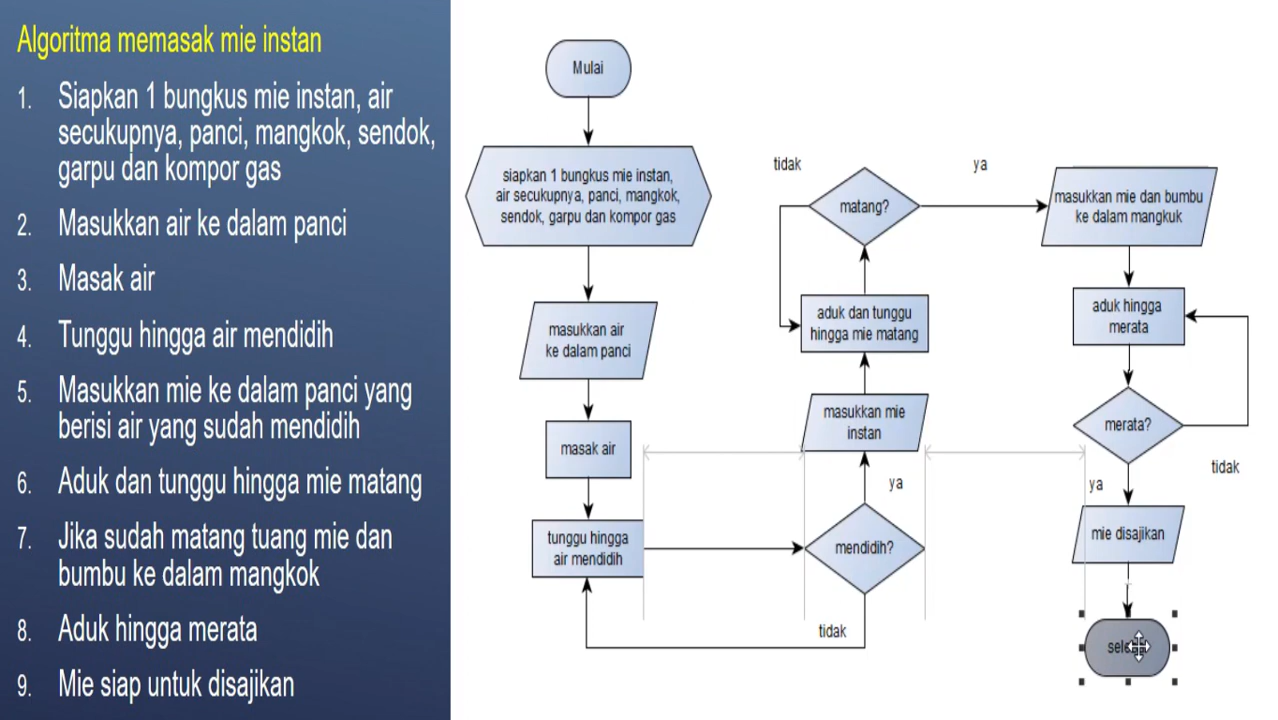 Algoritma memasak mie instan
1. Siapkan 1 bungkus mie instan, air
secukupnya, panci, mangkok, sendok,
garpu dan kompor gas
2. Masukkan air ke dalam panci
3. Masak air
4. Tunggu hingga air mendidih
5. Masukkan mie ke dalam panci yang
berisi air yang sudah mendidih
6. Aduk dan tunggu hingga mie matang
7. Jika sudah matang tuang mie dan
bumbu ke dalam mangkok
8. Aduk hingga merata
9. Mie siap untuk disajikan
Mulai
siapkan 1 bungkus mie instan,
air secukupnya, panci, mangkok,
sendok, garpu dan kompor gas
masukkan air
ke dalam panci
masak air
tunggu hingga
air mendidih
mendidih?
tidak
ya
masukkan mie
instan
aduk dan tunggu
hingga mie matang
matang?
tidak
ya
masukkan mie dan bumbu
ke dalam mangkuk
aduk hingga
merata
merata?
tidak
ya
mie disajikan